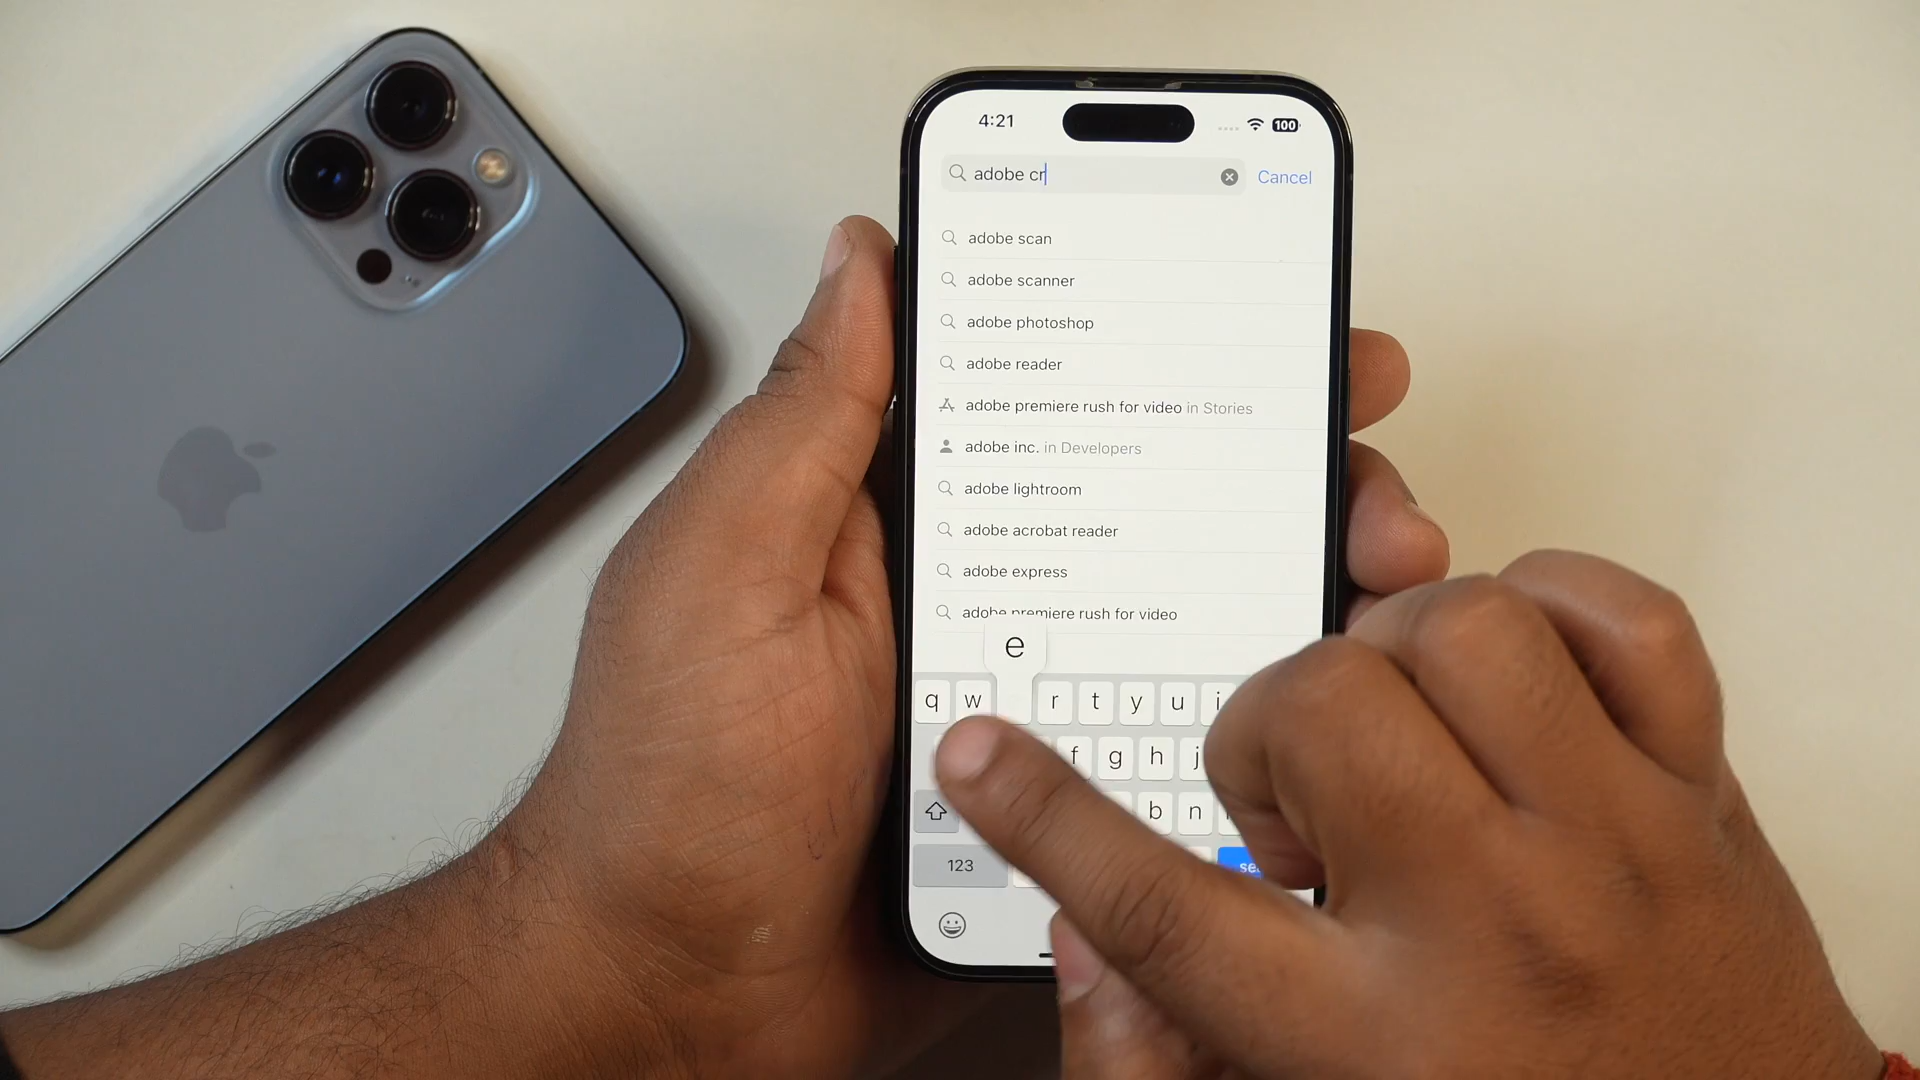 4:21
100
adobe cr
Cancel
adobe scan
adobe scanner
adobe photoshop
adobe reader
adobe premiere rush for video in Stories
adobe inc. in Developers
adobe lightroom
adobe acrobat reader
adobe express
adobe premiere rush for video
e
q w r t y u i
f g h j
b n
123